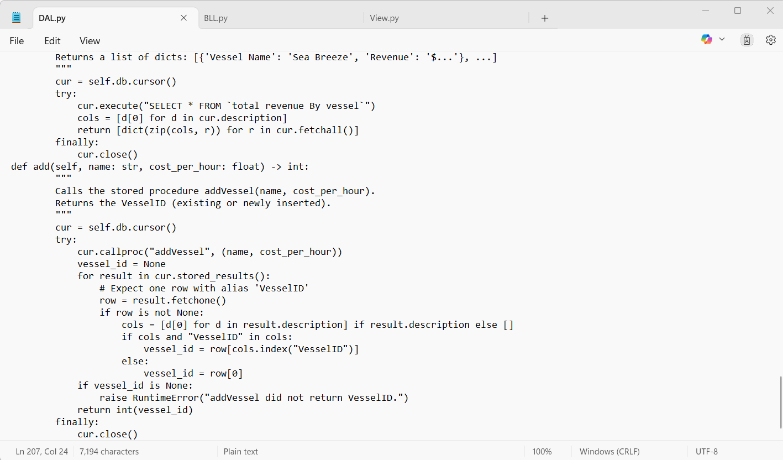 DAL.py
BLL.py
View.py
File Edit View
Returns a list of dicts: [{'Vessel Name': 'Sea Breeze', 'Revenue': '$...'}, ...]
"""
cur = self.db.cursor()
try:
cur.execute("SELECT * FROM `total revenue By vessel`")
cols = [d[0] for d in cur.description]
return [dict(zip(cols, r)) for r in cur.fetchall()]
finally:
cur.close()
def add(self, name: str, cost_per_hour: float) -> int:
"""
Calls the stored procedure addVessel(name, cost_per_hour).
Returns the VesselID (existing or newly inserted).
"""
cur = self.db.cursor()
try:
cur.callproc("addVessel", (name, cost_per_hour))
vessel_id = None
for result in cur.stored_results():
# Expect one row with alias 'VesselID'
row = result.fetchone()
if row is not None:
cols = [d[0] for d in result.description] if result.description else []
if cols and "VesselID" in cols:
vessel_id = row[cols.index("VesselID")]
else:
vessel_id = row[0]
if vessel_id is None:
raise RuntimeError("addVessel did not return VesselID.")
return int(vessel_id)
finally:
cur.close()
Ln 207, Col 24 7,194 characters Plain text 100% Windows (CRLF) UTF-8